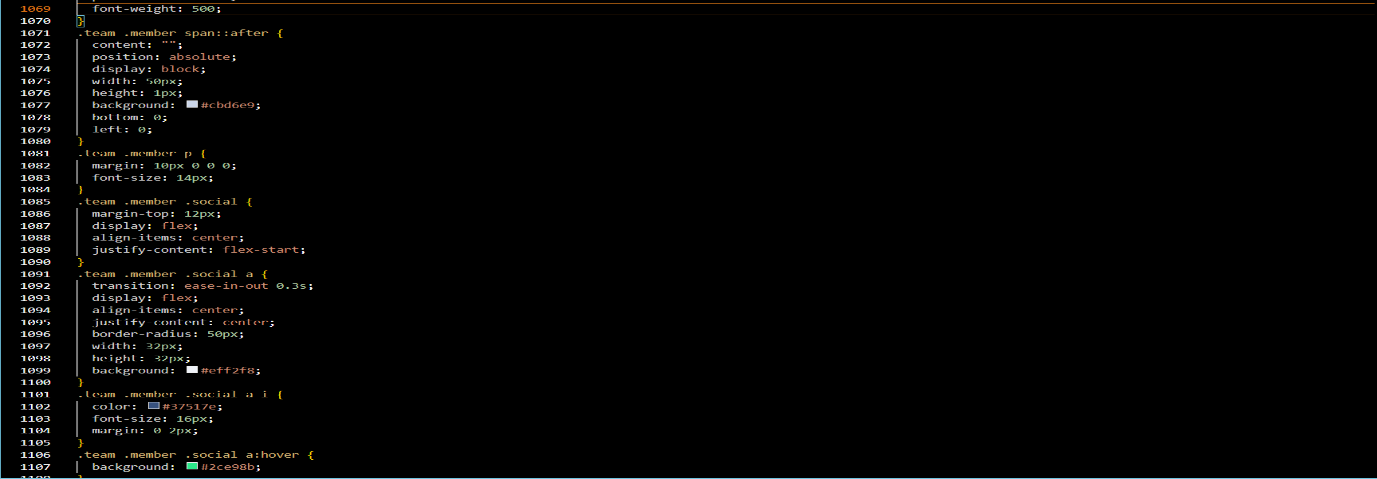 1069 font-weight: 500;
1070 }
1071 .team .member span::after {
1072 content: "";
1073 position: absolute;
1074 display: block;
1075 width: 50px;
1076 height: 1px;
1077 background: #cbd6e9;
1078 bottom: 0;
1079 left: 0;
1080 }
1081 .team .member p {
1082 margin: 10px 0 0 0;
1083 font-size: 14px;
1084 }
1085 .team .member .social {
1086 margin-top: 12px;
1087 display: flex;
1088 align-items: center;
1089 justify-content: flex-start;
1090 }
1091 .team .member .social a {
1092 transition: ease-in-out 0.3s;
1093 display: flex;
1094 align-items: center;
1095 justify-content: center;
1096 border-radius: 50px;
1097 width: 32px;
1098 height: 32px;
1099 background: #eff2f8;
1100 }
1101 .team .member .social a i {
1102 color: #37517e;
1103 font-size: 16px;
1104 margin: 0 2px;
1105 }
1106 .team .member .social a:hover {
1107 background: #2ce98b;